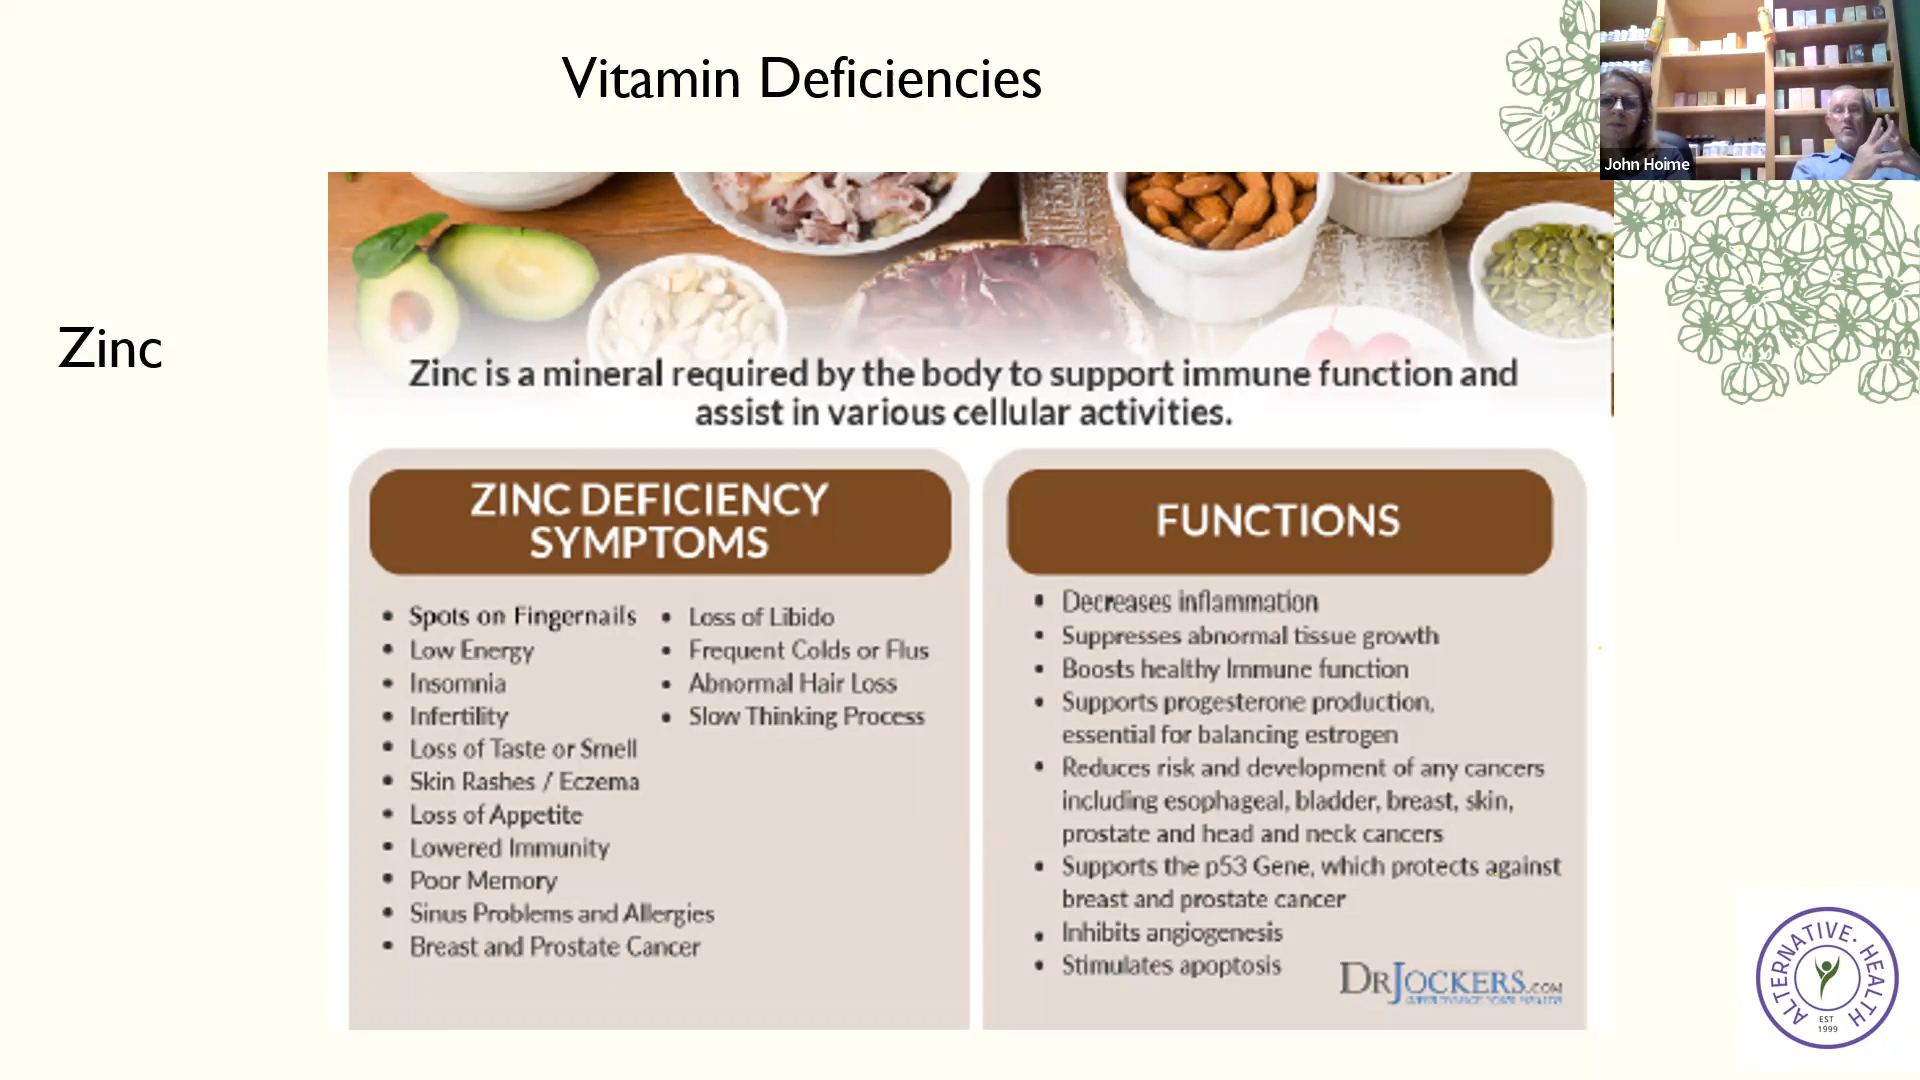 Vitamin Deficiencies
John Hoime
Zinc
Zinc is a mineral required by the body to support immune function and
assist in various cellular activities.
ZINC DEFICIENCY
SYMPTOMS
• Spots on Fingernails
• Low Energy
• Insomnia
• Infertility
• Loss of Taste or Smell
• Skin Rashes / Eczema
• Loss of Appetite
• Lowered Immunity
• Poor Memory
• Sinus Problems and Allergies
• Breast and Prostate Cancer
• Loss of Libido
• Frequent Colds or Flus
• Abnormal Hair Loss
• Slow Thinking Process
FUNCTIONS
• Decreases inflammation
• Suppresses abnormal tissue growth
• Boosts healthy Immune function
• Supports progesterone production,
essential for balancing estrogen
• Reduces risk and development of any cancers
including esophageal, bladder, breast, skin,
prostate and head and neck cancers
• Supports the p53 Gene, which protects against
breast and prostate cancer
• Inhibits angiogenesis
• Stimulates apoptosis
DRJOCKERS.COM
ALTERNATIVE • HEALTH
EST
1999